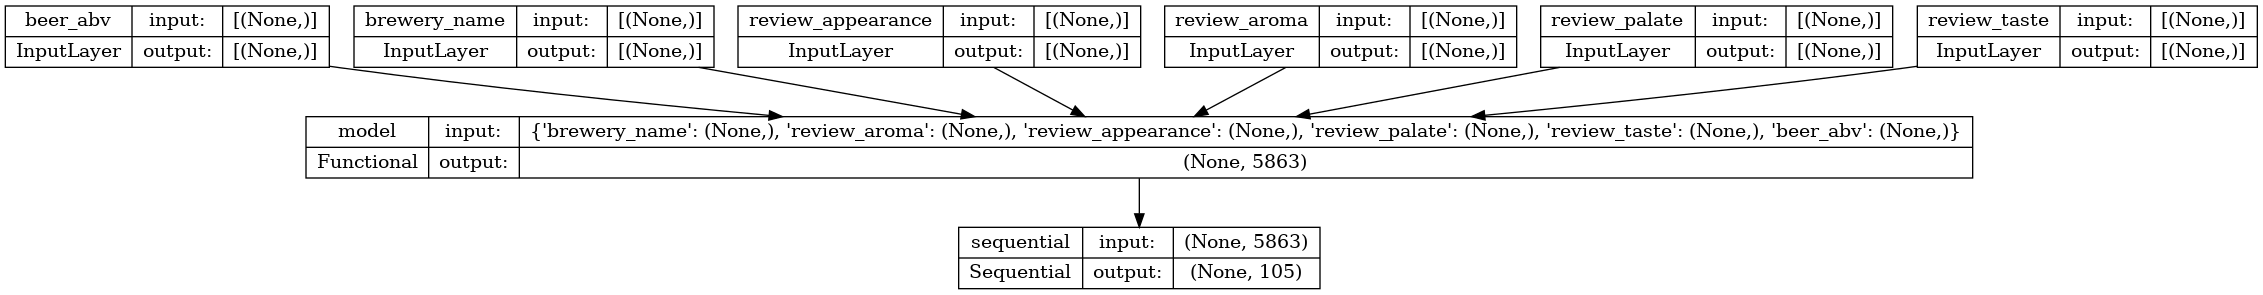 beer_abv input: [(None,)]
InputLayer output: [(None,)]
brewery_name input: [(None,)]
InputLayer output: [(None,)]
review_appearance input: [(None,)]
InputLayer output: [(None,)]
review_aroma input: [(None,)]
InputLayer output: [(None,)]
review_palate input: [(None,)]
InputLayer output: [(None,)]
review_taste input: [(None,)]
InputLayer output: [(None,)]
model input: {'brewery_name': (None,), 'review_aroma': (None,), 'review_appearance': (None,), 'review_palate': (None,), 'review_taste': (None,), 'beer_abv': (None,)}
Functional output: (None, 5863)
sequential input: (None, 5863)
Sequential output: (None, 105)